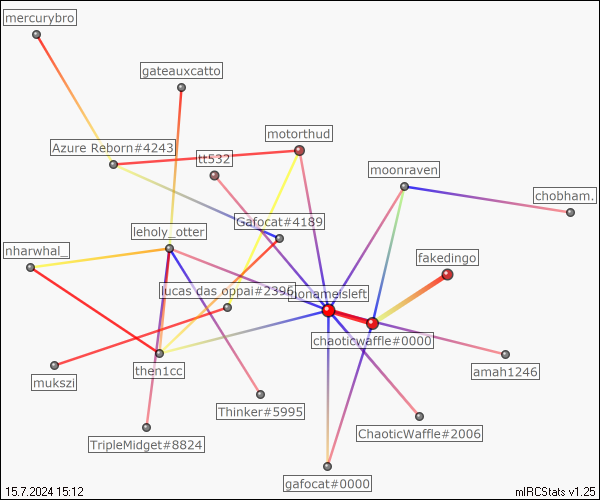 mercurybro
gateauxcatto
motorthud
Azure Reborn#4243
tt532
moonraven
chobham.
Gafocat#4189
leholy_otter
nharwhal_
fakedingo
lucas das oppai#2396
nonameisleft
chaoticwaffle#0000
mukszi
then1cc
amah1246
Thinker#5995
ChaoticWaffle#2006
TripleMidget#8824
gafocat#0000
15.7.2024 15:12
mIRCStats v1.25